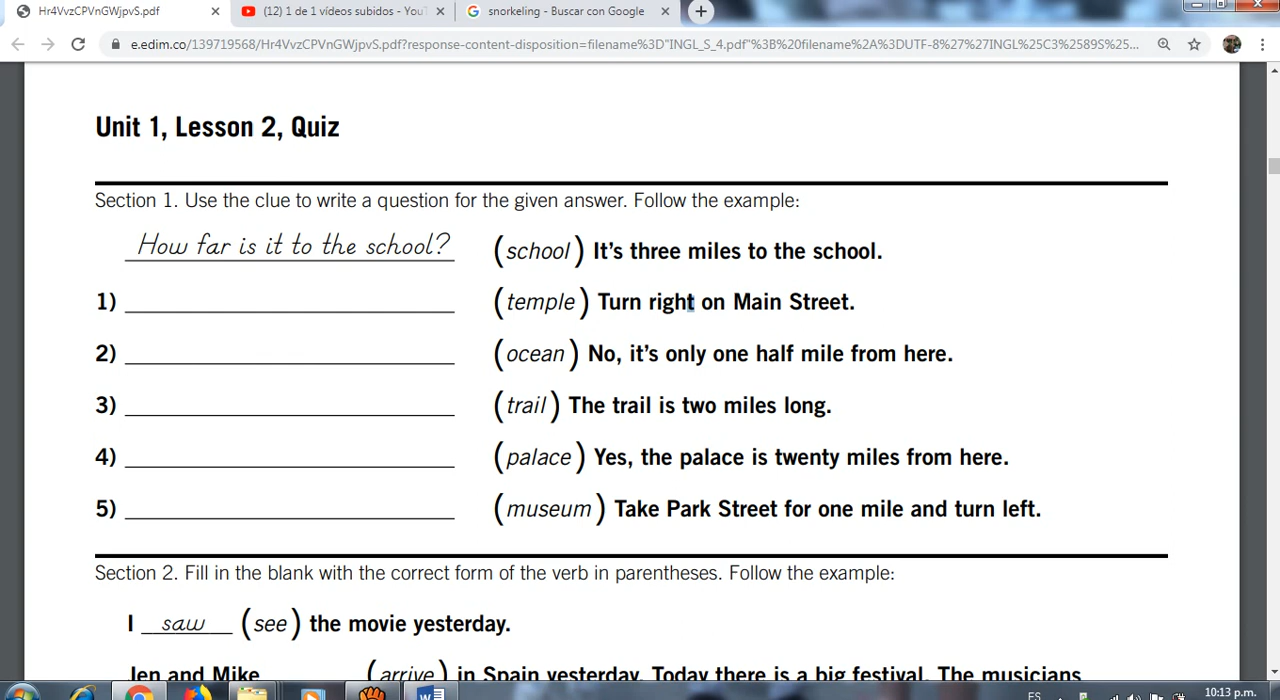 Hr4VvzCPVnGWjpvS.pdf
(12) 1 de 1 vídeos subidos - You
snorkeling - Buscar con Google
e.edim.co/139719568/Hr4VvzCPVnGWjpvS.pdf?response-content-disposition=filename%3D"INGL_S_4.pdf"%3B%20filename%2A%3DUTF-8%27%27INGL%25C3%2589S%25...
Unit 1, Lesson 2, Quiz
Section 1. Use the clue to write a question for the given answer. Follow the example:
How far is it to the school? (school) It's three miles to the school.
1) (temple) Turn right on Main Street.
2) (ocean) No, it's only one half mile from here.
3) (trail) The trail is two miles long.
4) (palace) Yes, the palace is twenty miles from here.
5) (museum) Take Park Street for one mile and turn left.
Section 2. Fill in the blank with the correct form of the verb in parentheses. Follow the example:
I saw (see) the movie yesterday.
Jen and Mike (arrive) in Spain yesterday. Today there is a big festival. The musicians
ES 10:13 p.m.